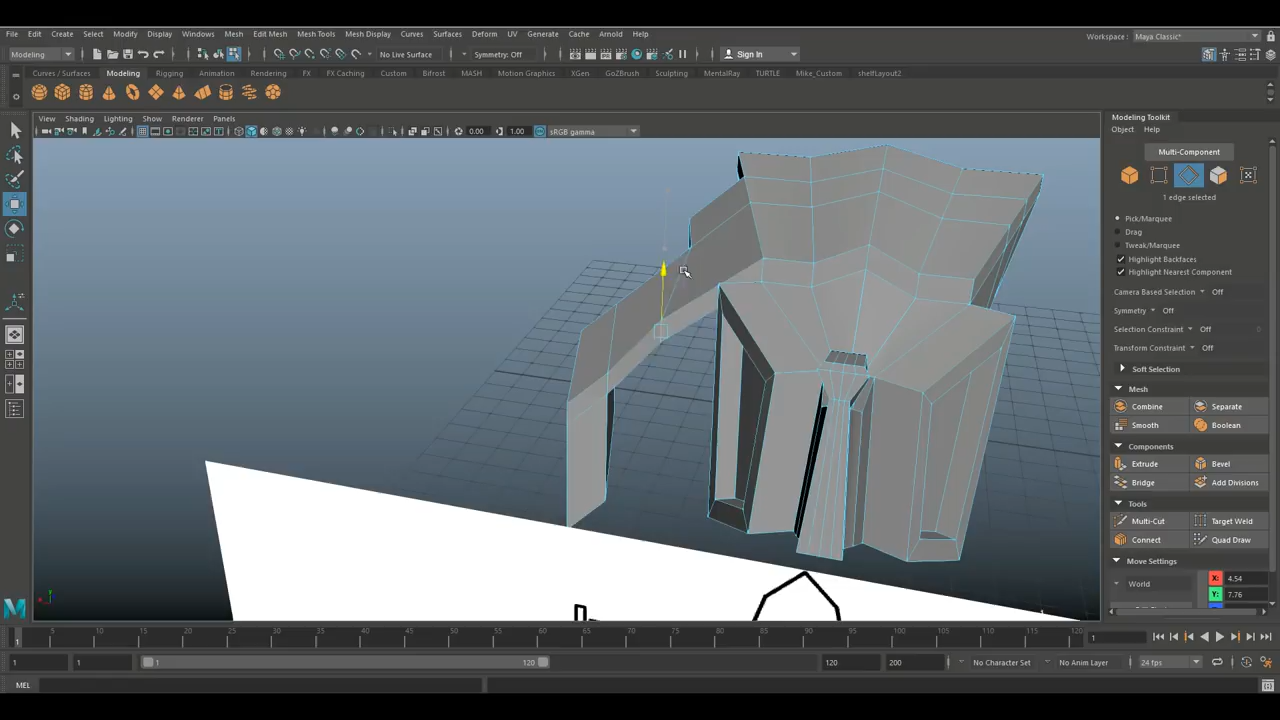 File Edit Create Select Modify Display Windows Mesh Edit Mesh Mesh Tools Mesh Display Curves Surfaces Deform UV Generate Cache Arnold Help
Workspace : Maya Classic*
Modeling
No Live Surface
Symmetry: Off
Sign In
Curves / Surfaces Modeling Rigging Animation Rendering FX FX Caching Custom Bifrost MASH Motion Graphics XGen GoZBrush MentalRay TURTLE Mike_Custom shelfLayout2
View Shading Lighting Show Renderer Panels
0.00
1.00
sRGB gamma
Modeling Toolkit
Object Help
Multi-Component
1 edge selected
Pick/Marquee
Drag
Tweak/Marquee
Highlight Backfaces
Highlight Nearest Component
Camera Based Selection Off
Symmetry Off
Selection Constraint Off
Transform Constraint Off
Soft Selection
Mesh
Combine Separate
Smooth Boolean
Components
Extrude Bevel
Bridge Add Divisions
Tools
Multi-Cut Target Weld
Connect Quad Draw
Move Settings
World
X: 4.54
Y: 7.76
5 10 15 20 25 30 35 40 45 50 55 60 65 70 75 80 85 90 95 100 105 110 115 120
1
1
1 1 1 120 120 200
No Character Set
No Anim Layer
24 fps
MEL